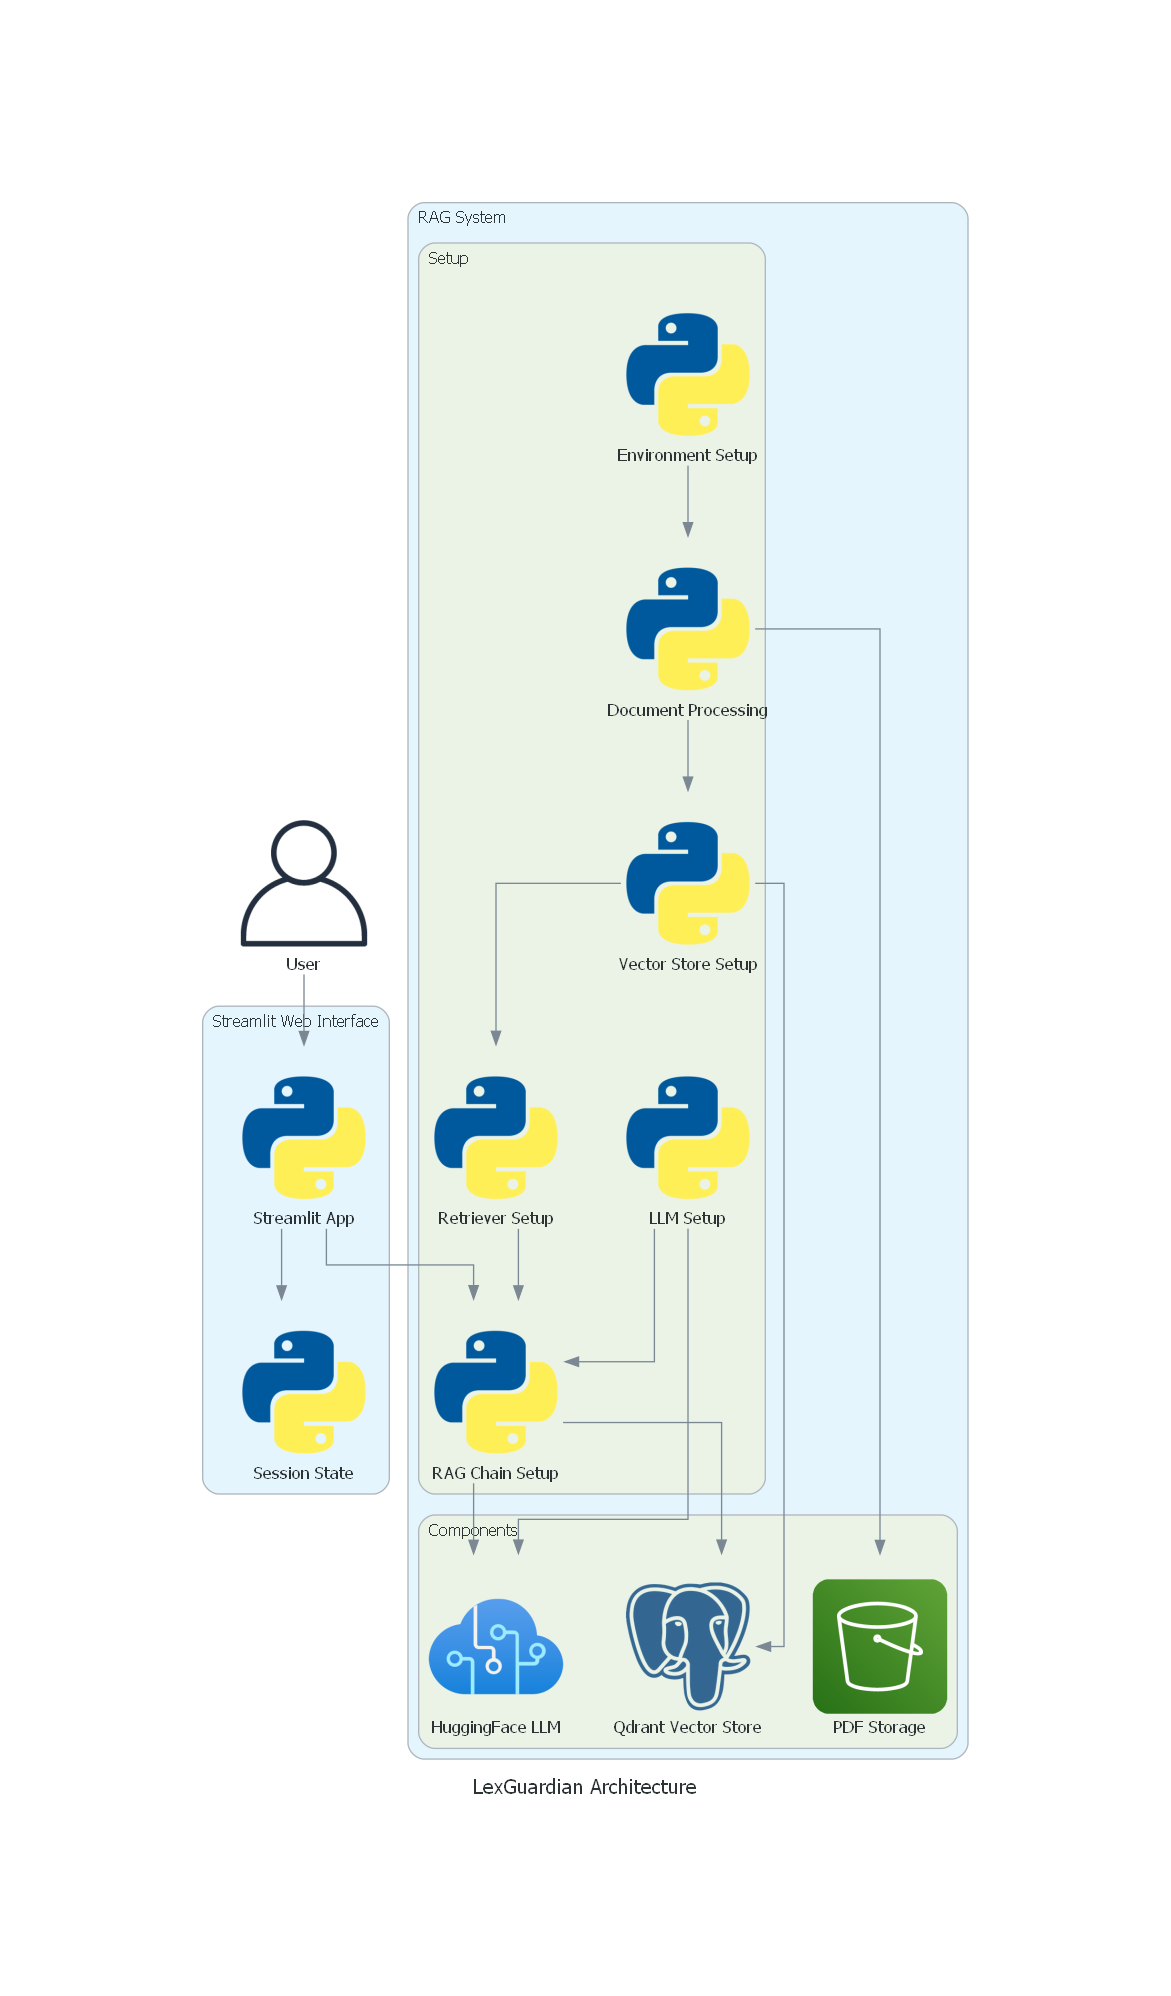 RAG System
Setup
Environment Setup
Document Processing
User
Vector Store Setup
Streamlit Web Interface
Streamlit App
Retriever Setup
LLM Setup
Session State
RAG Chain Setup
Components
HuggingFace LLM
Qdrant Vector Store
PDF Storage
LexGuardian Architecture